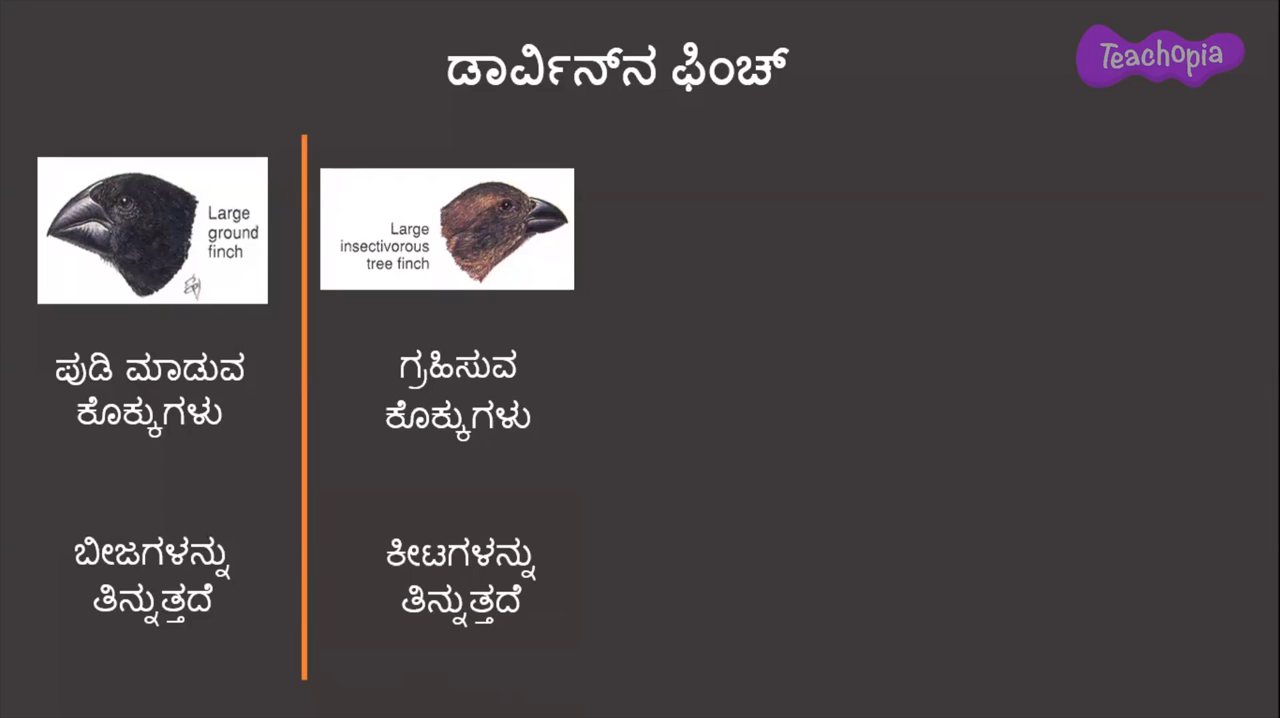 ಡಾರ್ವಿನ್‌ನ ಫಿಂಚ್
Teachopia
Large
ground
finch
ಪುಡಿ ಮಾಡುವ
ಕೊಕ್ಕುಗಳು
ಬೀಜಗಳನ್ನು
ತಿನ್ನುತ್ತದೆ
Large
insectivorous
tree finch
ಗ್ರಹಿಸುವ
ಕೊಕ್ಕುಗಳು
ಕೀಟಗಳನ್ನು
ತಿನ್ನುತ್ತದೆ